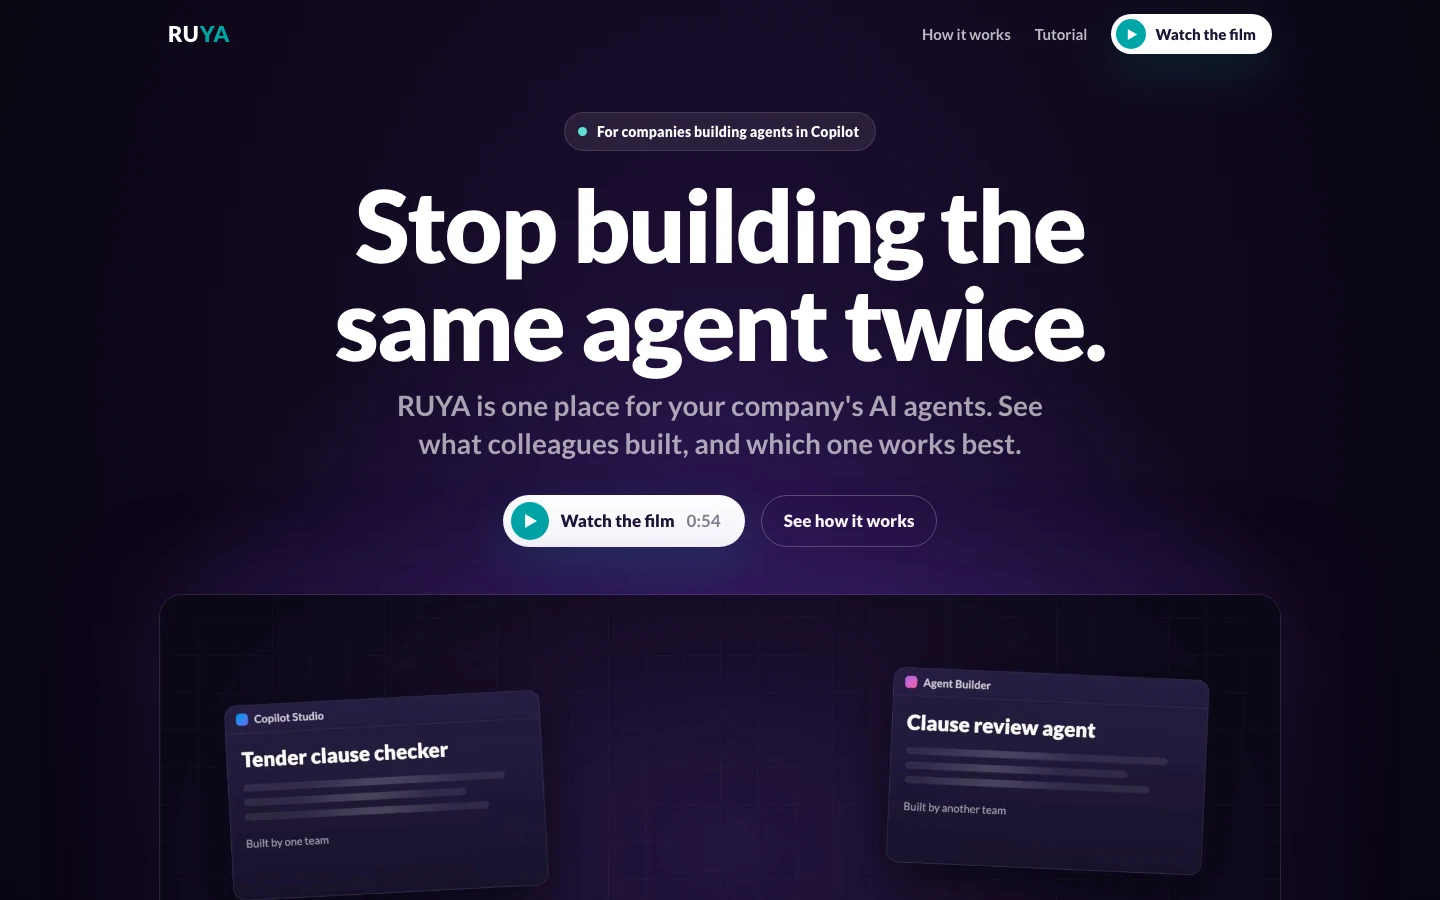 RUYA
How it works
Tutorial
Watch the film
For companies building agents in Copilot
Stop building the
same agent twice.
RUYA is one place for your company's AI agents. See
what colleagues built, and which one works best.
Watch the film 0:54
See how it works
Copilot Studio
Tender clause checker
Built by one team
Agent Builder
Clause review agent
Built by another team